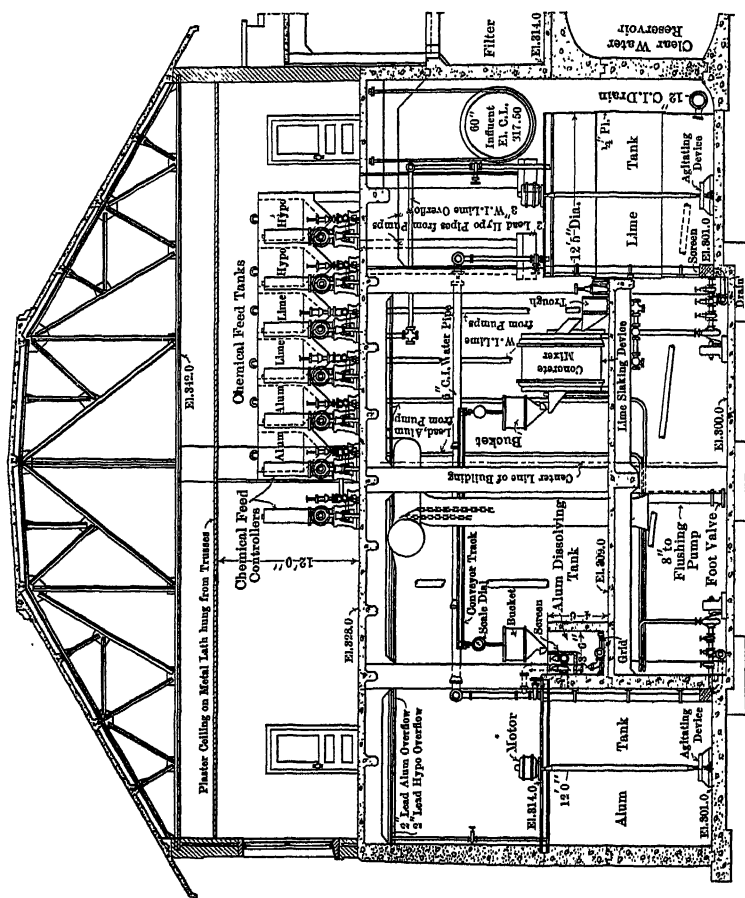 El.342.0
Plaster Ceiling on Metal Lath hung from Trusses
12'0"
Chemical Feed Tanks
Chemical Feed
Controllers
Alum
Alum
Lime
Lime
Hypo
Hypo
El.328.0
Filter
El.314.0
Clear Water
Reservoir
60"
Influent
El. C.L.
317.50
2" W.I. Lime Overflow
Lead Hypo Pipes from Pumps
6" C.I. Water Pipe
W.I. Lime
from Pumps
Lead, Alum
from Pump
Center Line of Building
Conveyor Track
Scale Dial
Bucket
Screen
Bucket
Concrete
Mixer
Trough
Lime Slaking Device
Alum Dissolving
Tank
El.309.0
3'-6"
Grid
8" to
Flushing
Pump
Foot Valve
El.300.0
Drain
2" Lead Alum Overflow
2" Lead Hypo Overflow
Motor
El.314.0
12'0"
Alum
Tank
Agitating
Device
El.301.0
12" C.I. Drain
12'5" Dia.
¼" Pl.
Lime
Tank
Screen
Agitating
Device
El.301.0